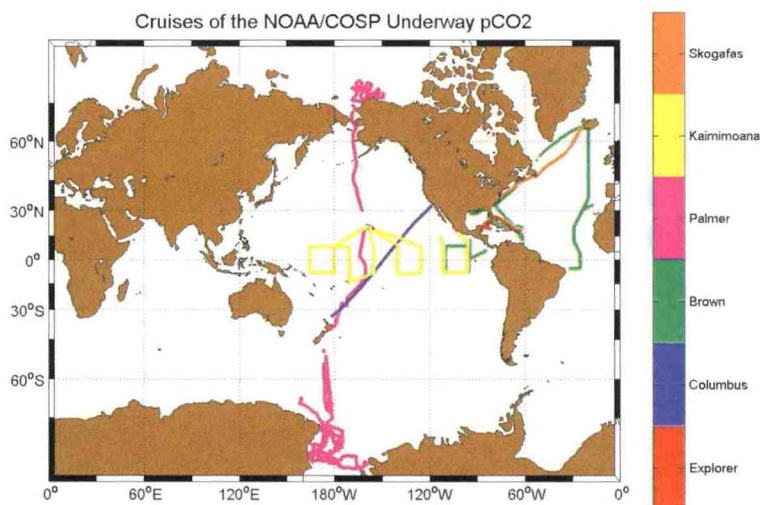 Cruises of the NOAA/COSP Underway pCO2
60°N
30°N
0°
30°S
60°S
0°
60°E
120°E
180°W
120°W
60°W
0°
Skogafas
Kaimimoana
Palmer
Brown
Columbus
Explorer